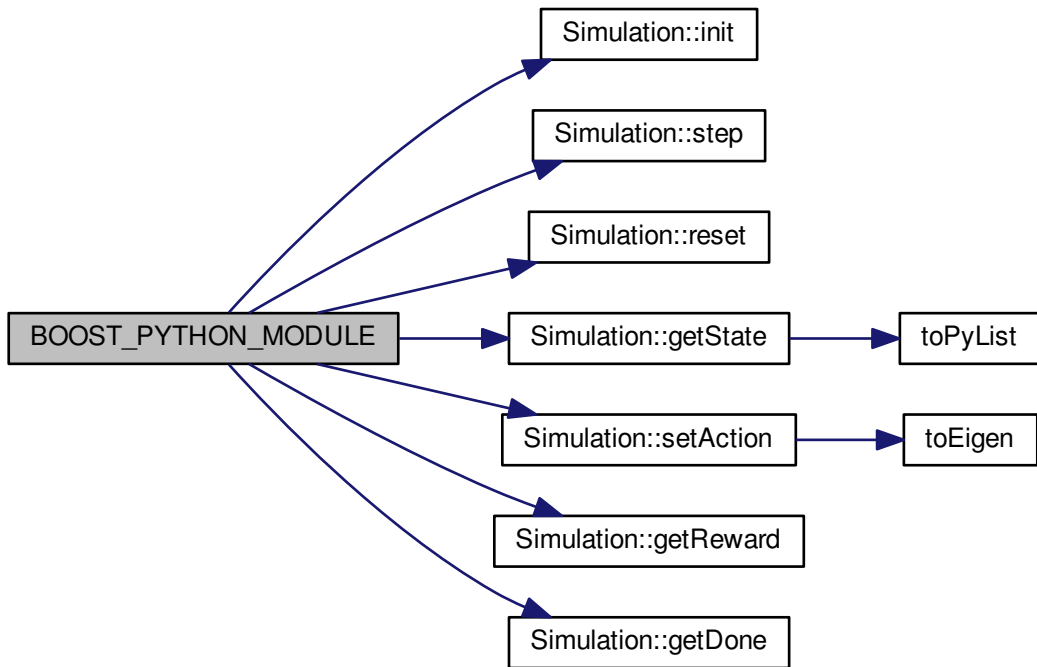 Simulation::init
Simulation::step
Simulation::reset
BOOST_PYTHON_MODULE
Simulation::getState
toPyList
Simulation::setAction
toEigen
Simulation::getReward
Simulation::getDone